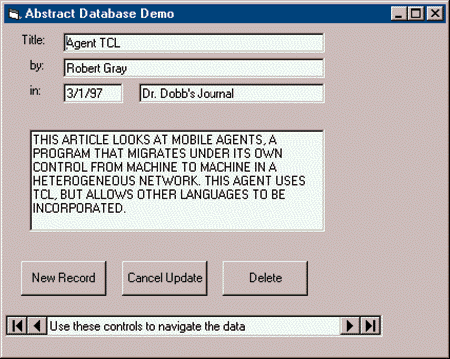 Abstract Database Demo
Title: Agent TCL
by: Robert Gray
in: 3/1/97 Dr. Dobb's Journal
THIS ARTICLE LOOKS AT MOBILE AGENTS, A
PROGRAM THAT MIGRATES UNDER ITS OWN
CONTROL FROM MACHINE TO MACHINE IN A
HETEROGENEOUS NETWORK. THIS AGENT USES
TCL, BUT ALLOWS OTHER LANGUAGES TO BE
INCORPORATED.
New Record Cancel Update Delete
Use these controls to navigate the data